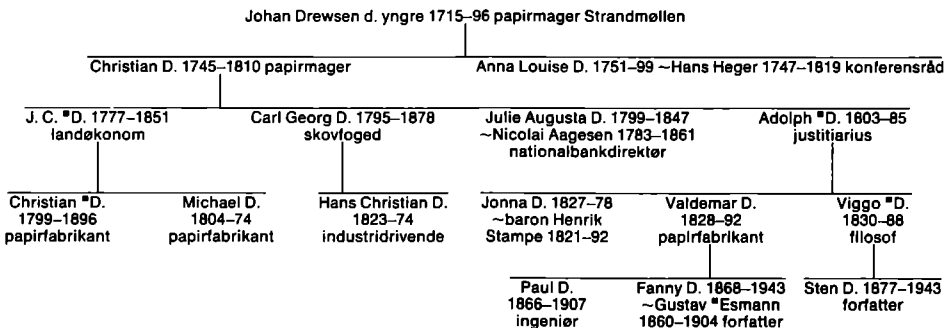 Johan Drewsen d. yngre 1715–96 papirmager Strandmøllen
Christian D. 1745–1810 papirmager
Anna Louise D. 1751–99 ~Hans Heger 1747–1819 konferensråd
J. C. *D. 1777–1851
landøkonom
Carl Georg D. 1795–1878
skovfoged
Julie Augusta D. 1799–1847
~Nicolai Aagesen 1783–1861
nationalbankdirektør
Adolph *D. 1803–85
justitiarius
Christian *D.
1799–1896
papirfabrikant
Michael D.
1804–74
papirfabrikant
Hans Christian D.
1823–74
industridrivende
Jonna D. 1827–78
~baron Henrik
Stampe 1821–92
Valdemar D.
1828–92
papirfabrikant
Viggo *D.
1830–88
filosof
Paul D.
1866–1907
ingeniør
Fanny D. 1868–1943
~Gustav *Esmann
1860–1904 forfatter
Sten D. 1877–1943
forfatter